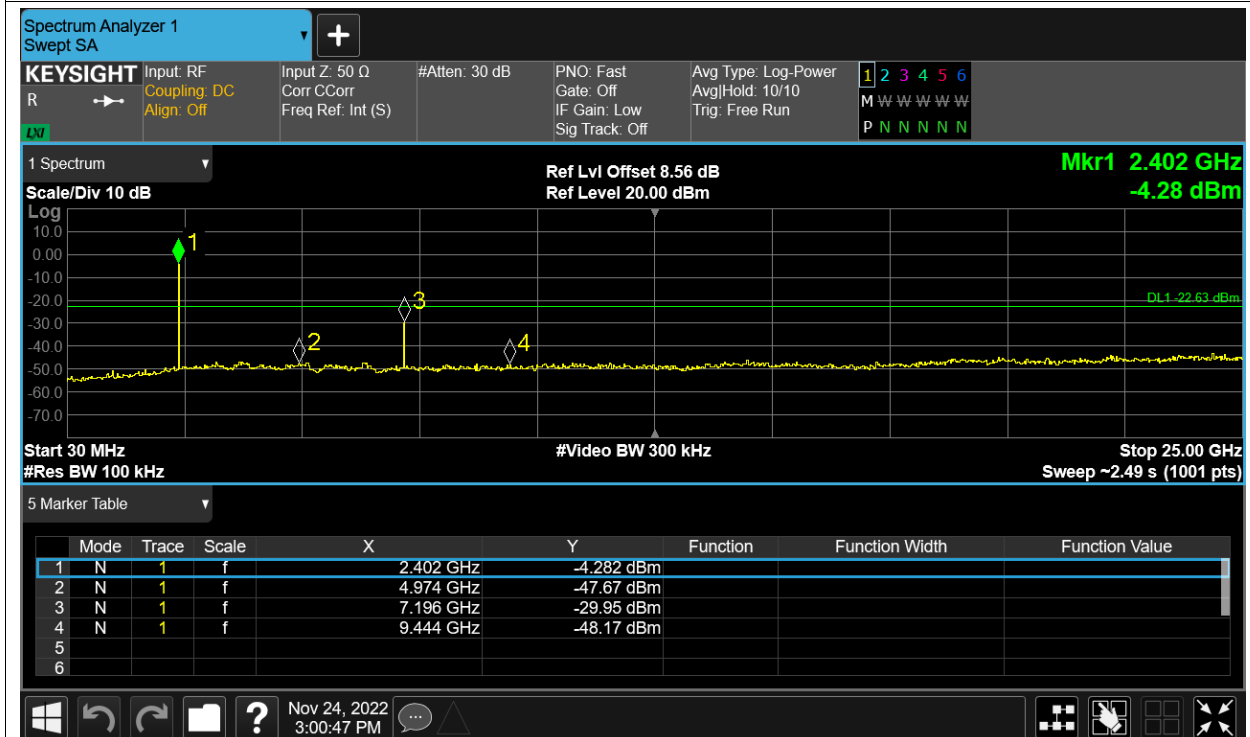 Spectrum Analyzer 1
Swept SA
+
KEYSIGHT
R
LXI
Input: RF
Coupling: DC
Align: Off
Input Z: 50 Ω
Corr CCorr
Freq Ref: Int (S)
#Atten: 30 dB
PNO: Fast
Gate: Off
IF Gain: Low
Sig Track: Off
Avg Type: Log-Power
Avg|Hold: 10/10
Trig: Free Run
1 2 3 4 5 6
M W W W W W
P N N N N N
1 Spectrum
Scale/Div 10 dB
Ref Lvl Offset 8.56 dB
Ref Level 20.00 dBm
Mkr1 2.402 GHz
-4.28 dBm
Log
10.0
0.00
-10.0
-20.0
-30.0
-40.0
-50.0
-60.0
-70.0
1
2
3
4
DL1 -22.63 dBm
Start 30 MHz
#Video BW 300 kHz
Stop 25.00 GHz
#Res BW 100 kHz
Sweep ~2.49 s (1001 pts)
5 Marker Table
Mode Trace Scale X Y Function Function Width Function Value
1 N 1 f 2.402 GHz -4.282 dBm
2 N 1 f 4.974 GHz -47.67 dBm
3 N 1 f 7.196 GHz -29.95 dBm
4 N 1 f 9.444 GHz -48.17 dBm
5
6
?
Nov 24, 2022
3:00:47 PM